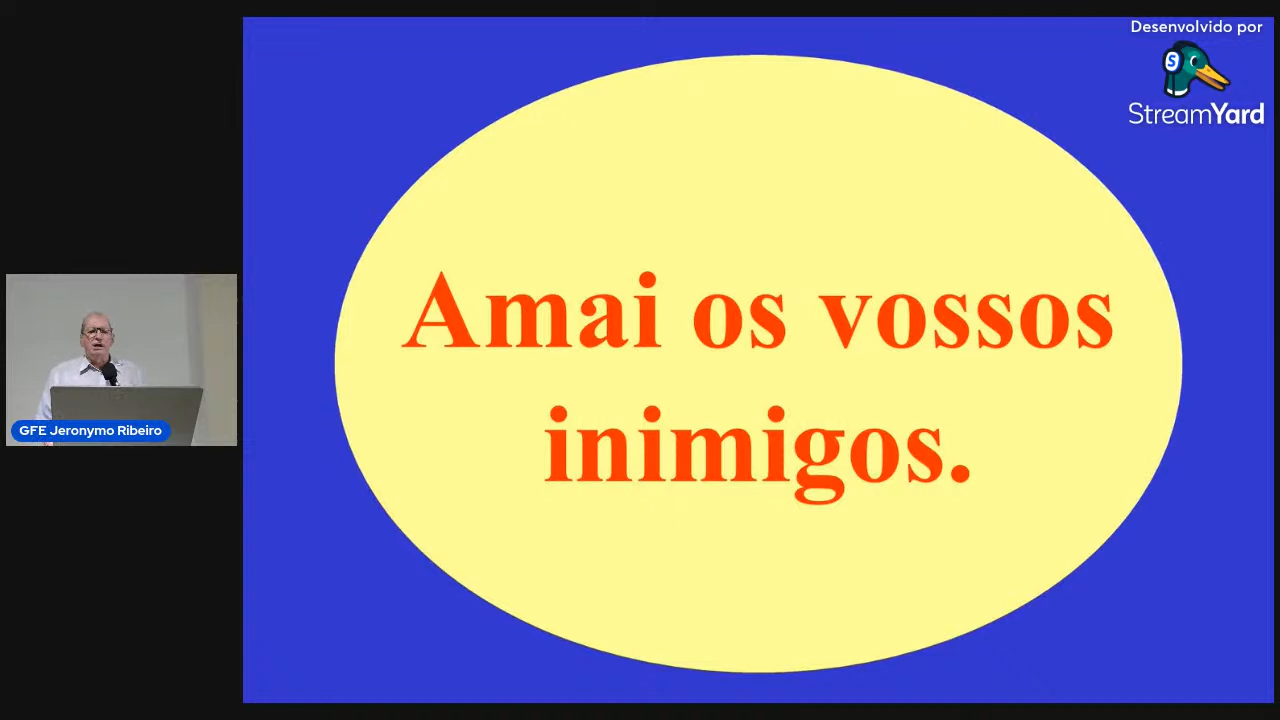 Desenvolvido por
StreamYard
Amai os vossos
inimigos.
GFE Jeronymo Ribeiro